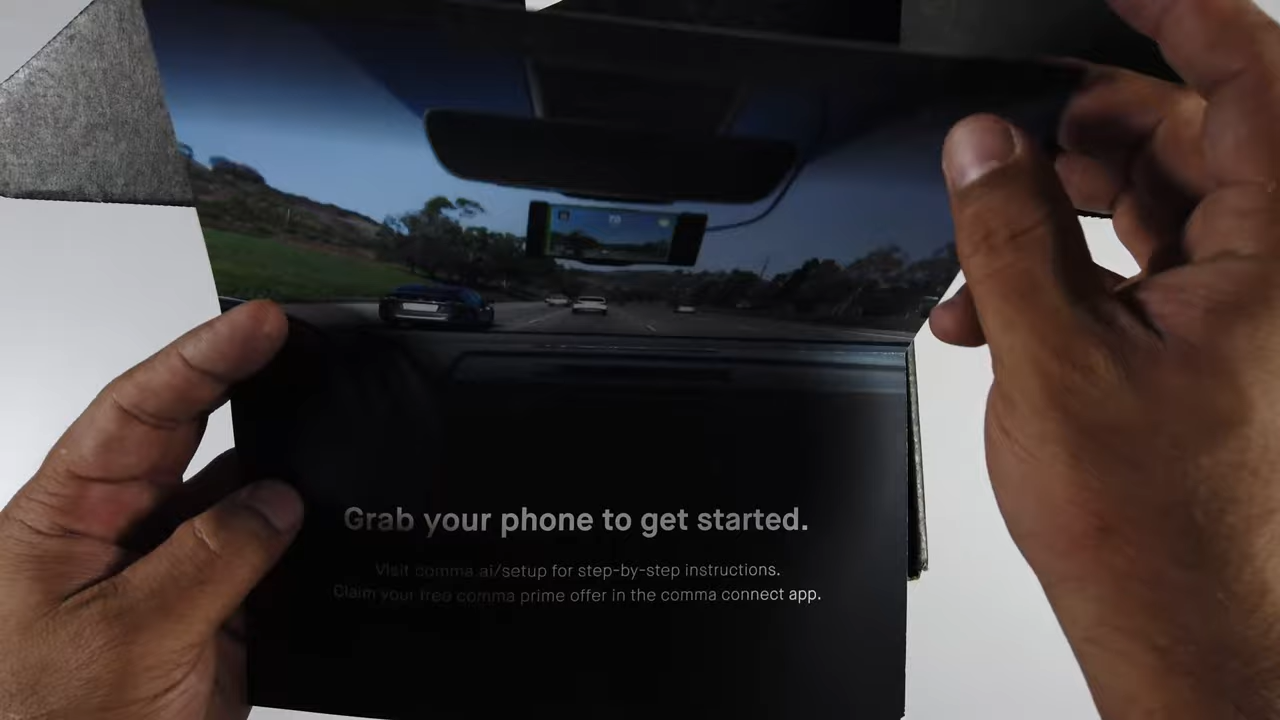 70
Grab your phone to get started.
Visit comma.ai/setup for step-by-step instructions.
Claim your free comma prime offer in the comma connect app.